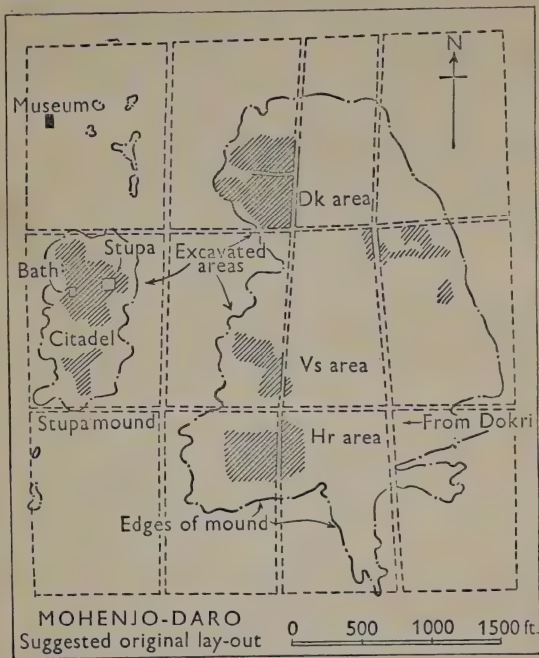 N
Museum
Dk area
Stupa
Excavated
areas
Bath
Citadel
Vs area
Stupa mound
Hr area
From Dokri
Edges of mound
MOHENJO-DARO
Suggested original lay-out
0 500 1000 1500 ft.